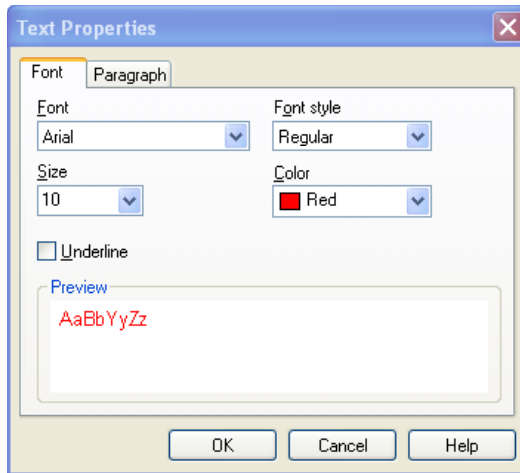 Text Properties
Font Paragraph
Font Font style
Arial Regular
Size Color
10 Red
Underline
Preview
AaBbYyZz
OK Cancel Help